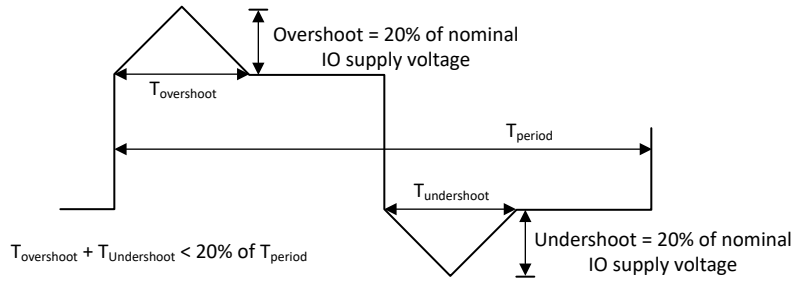 Overshoot = 20% of nominal
IO supply voltage
Tovershoot
Tperiod
Tundershoot
Tovershoot + TUndershoot < 20% of Tperiod
Undershoot = 20% of nominal
IO supply voltage